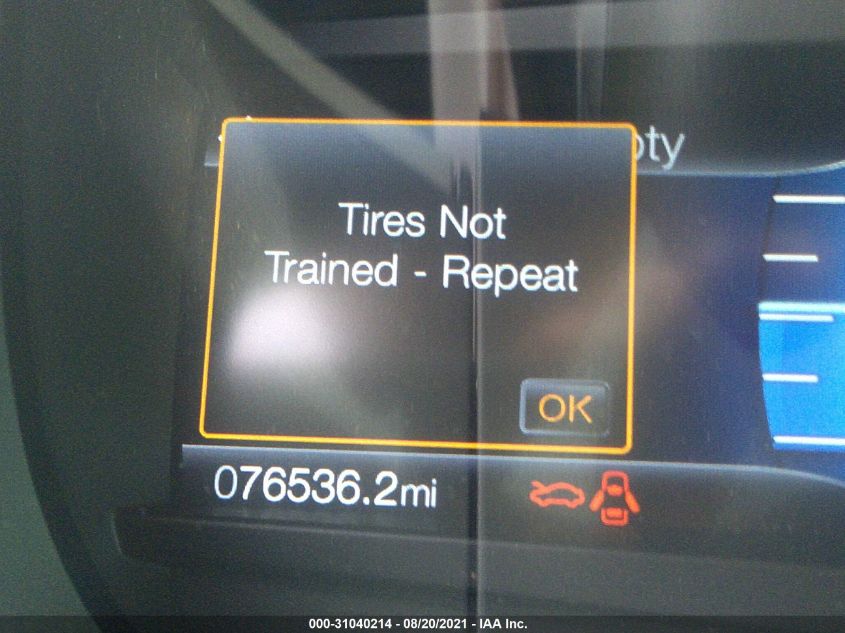 Tires Not
Trained - Repeat
OK
076536.2mi
000-31040214 - 08/20/2021 - IAA Inc.